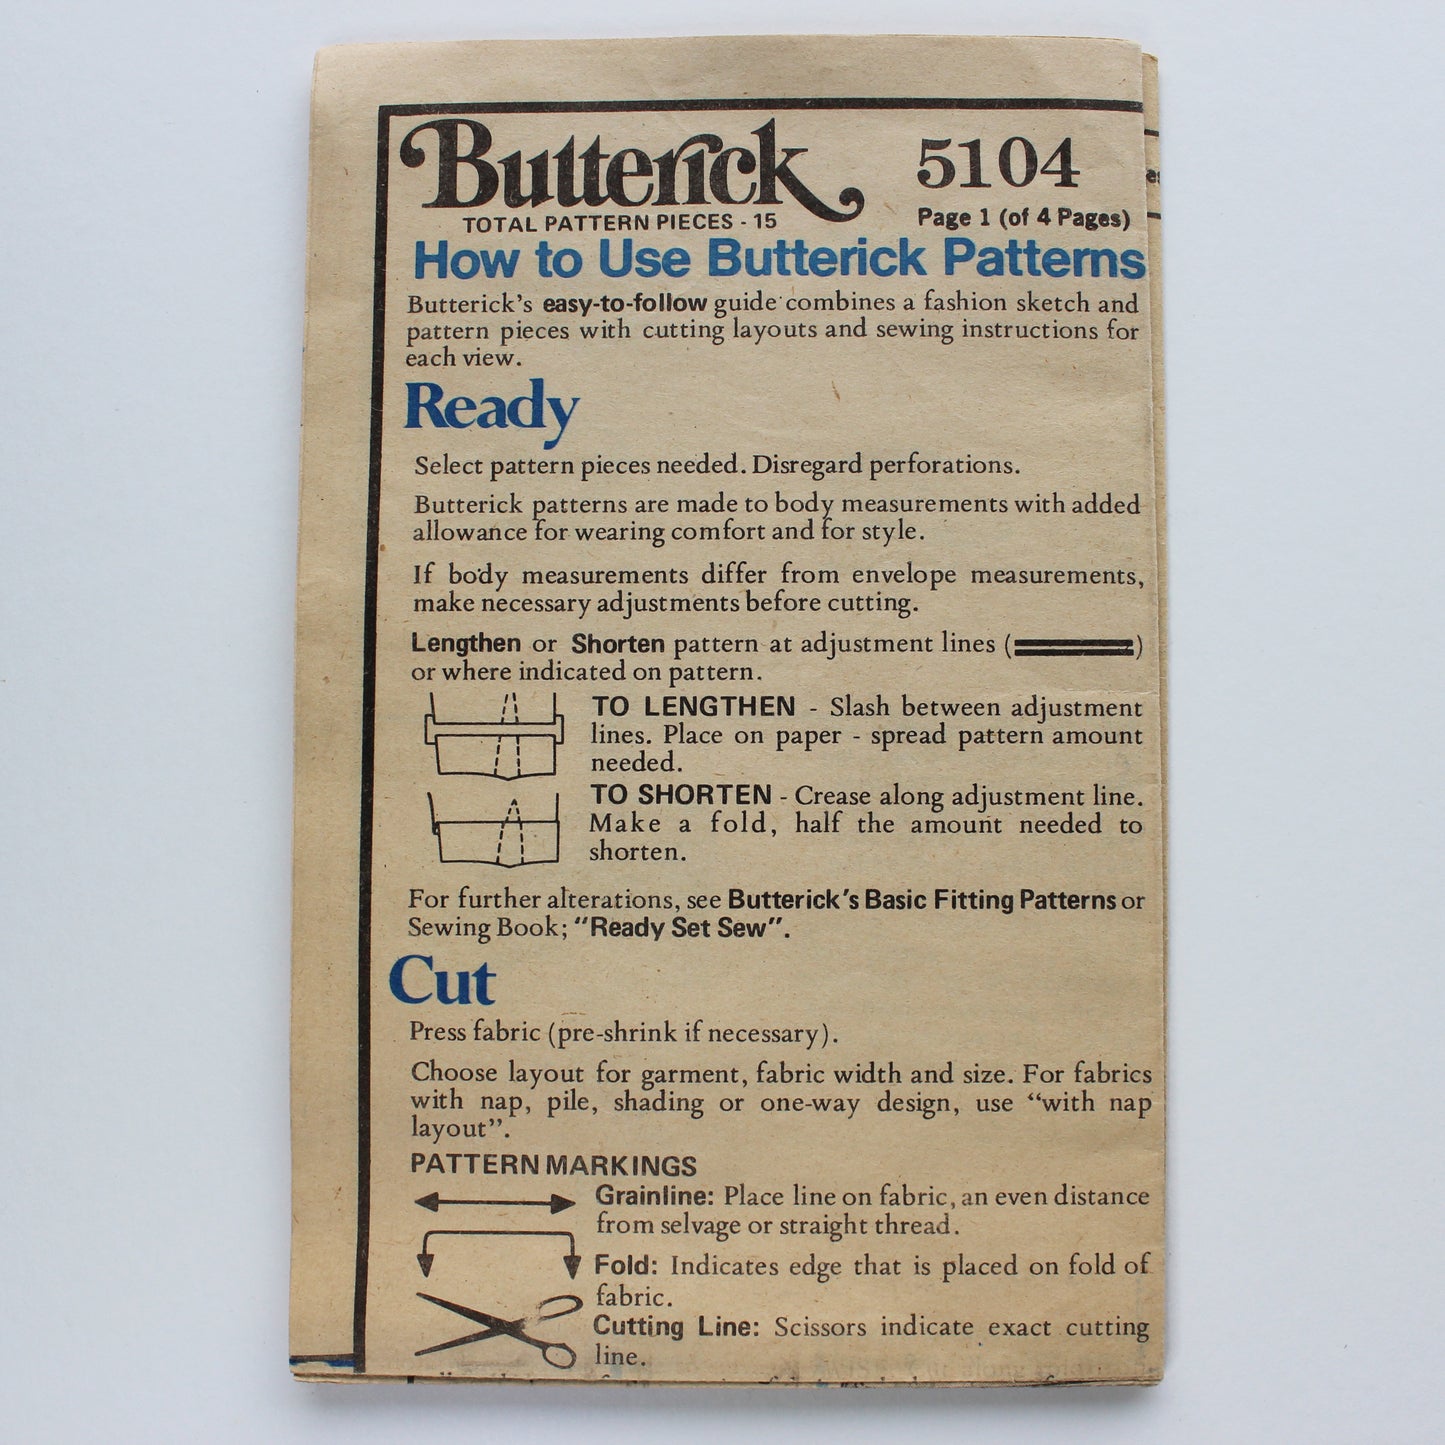 Butterick 5104
TOTAL PATTERN PIECES - 15
Page 1 (of 4 Pages)
How to Use Butterick Patterns
Butterick's easy-to-follow guide combines a fashion sketch and
pattern pieces with cutting layouts and sewing instructions for
each view.
Ready
Select pattern pieces needed. Disregard perforations.
Butterick patterns are made to body measurements with added
allowance for wearing comfort and for style.
If body measurements differ from envelope measurements,
make necessary adjustments before cutting.
Lengthen or Shorten pattern at adjustment lines ( )
or where indicated on pattern.
TO LENGTHEN - Slash between adjustment
lines. Place on paper - spread pattern amount
needed.
TO SHORTEN - Crease along adjustment line.
Make a fold, half the amount needed to
shorten.
For further alterations, see Butterick's Basic Fitting Patterns or
Sewing Book; "Ready Set Sew".
Cut
Press fabric (pre-shrink if necessary).
Choose layout for garment, fabric width and size. For fabrics
with nap, pile, shading or one-way design, use "with nap
layout".
PATTERN MARKINGS
Grainline: Place line on fabric, an even distance
from selvage or straight thread.
Fold: Indicates edge that is placed on fold of
fabric.
Cutting Line: Scissors indicate exact cutting
line.